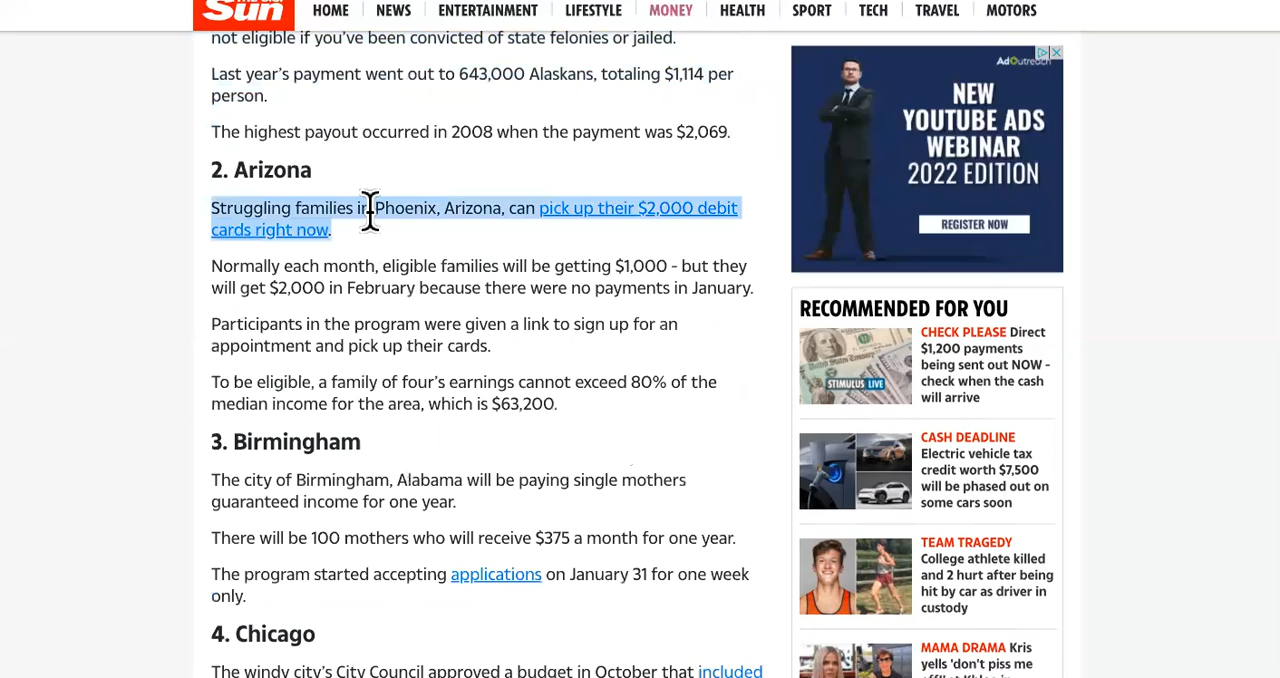 Sun
HOME
NEWS
ENTERTAINMENT
LIFESTYLE
MONEY
HEALTH
SPORT
TECH
TRAVEL
MOTORS
not eligible if you've been convicted of state felonies or jailed.
Last year's payment went out to 643,000 Alaskans, totaling $1,114 per
person.
The highest payout occurred in 2008 when the payment was $2,069.
2. Arizona
Struggling families in Phoenix, Arizona, can pick up their $2,000 debit
cards right now.
Normally each month, eligible families will be getting $1,000 - but they
will get $2,000 in February because there were no payments in January.
Participants in the program were given a link to sign up for an
appointment and pick up their cards.
To be eligible, a family of four's earnings cannot exceed 80% of the
median income for the area, which is $63,200.
3. Birmingham
The city of Birmingham, Alabama will be paying single mothers
guaranteed income for one year.
There will be 100 mothers who will receive $375 a month for one year.
The program started accepting applications on January 31 for one week
only.
4. Chicago
The windy city's City Council approved a budget in October that included
AdOutreach
NEW
YOUTUBE ADS
WEBINAR
2022 EDITION
REGISTER NOW
RECOMMENDED FOR YOU
STIMULUS LIVE
CHECK PLEASE Direct
$1,200 payments
being sent out NOW -
check when the cash
will arrive
CASH DEADLINE
Electric vehicle tax
credit worth $7,500
will be phased out on
some cars soon
TEAM TRAGEDY
College athlete killed
and 2 hurt after being
hit by car as driver in
custody
MAMA DRAMA Kris
yells 'don't piss me